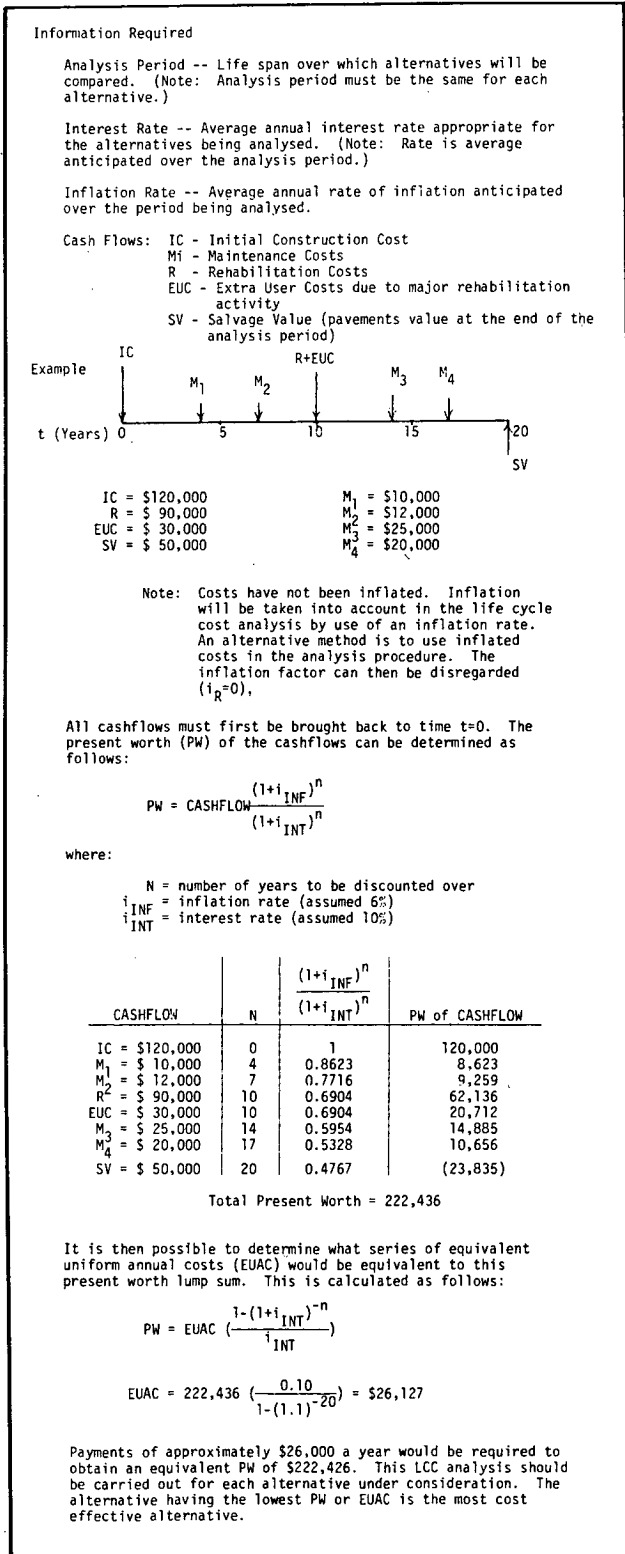 Information Required
Analysis Period -- Life span over which alternatives will be
compared. (Note: Analysis period must be the same for each
alternative.)
Interest Rate -- Average annual interest rate appropriate for
the alternatives being analysed. (Note: Rate is average
anticipated over the analysis period.)
Inflation Rate -- Average annual rate of inflation anticipated
over the period being analysed.
Cash Flows: IC - Initial Construction Cost
Mi - Maintenance Costs
R - Rehabilitation Costs
EUC - Extra User Costs due to major rehabilitation
activity
SV - Salvage Value (pavements value at the end of the
analysis period)
Example
IC M1 M2 R+EUC M3 M4
t (Years) 0 5 10 15 20
SV
IC = $120,000 M1 = $10,000
R = $ 90,000 M2 = $12,000
EUC = $ 30,000 M3 = $25,000
SV = $ 50,000 M4 = $20,000
Note: Costs have not been inflated. Inflation
will be taken into account in the life cycle
cost analysis by use of an inflation rate.
An alternative method is to use inflated
costs in the analysis procedure. The
inflation factor can then be disregarded
(iR=0),
All cashflows must first be brought back to time t=0. The
present worth (PW) of the cashflows can be determined as
follows:
PW = CASHFLOW (1+iINF)^n / (1+iINT)^n
where:
N = number of years to be discounted over
iINF = inflation rate (assumed 6%)
iINT = interest rate (assumed 10%)
CASHFLOW N (1+iINF)^n / (1+iINT)^n PW of CASHFLOW
IC = $120,000 0 1 120,000
M1 = $ 10,000 4 0.8623 8,623
M2 = $ 12,000 7 0.7716 9,259
R = $ 90,000 10 0.6904 62,136
EUC = $ 30,000 10 0.6904 20,712
M3 = $ 25,000 14 0.5954 14,885
M4 = $ 20,000 17 0.5328 10,656
SV = $ 50,000 20 0.4767 (23,835)
Total Present Worth = 222,436
It is then possible to determine what series of equivalent
uniform annual costs (EUAC) would be equivalent to this
present worth lump sum. This is calculated as follows:
PW = EUAC (1-(1+iINT)^-n / iINT)
EUAC = 222,436 (0.10 / 1-(1.1)^-20) = $26,127
Payments of approximately $26,000 a year would be required to
obtain an equivalent PW of $222,426. This LCC analysis should
be carried out for each alternative under consideration. The
alternative having the lowest PW or EUAC is the most cost
effective alternative.